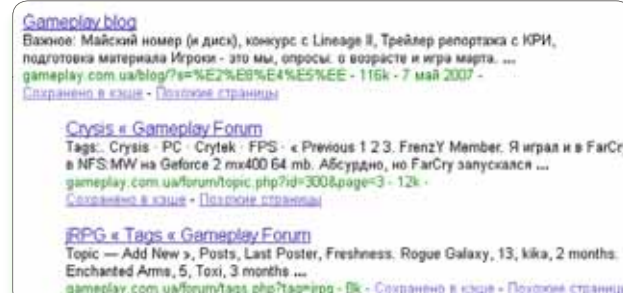 Gameplay blog
Важное: Майский номер (и диск), конкурс с Lineage II, Трейлер репортажа с КРИ,
подготовка материала Игроки - это мы, опросы: о возрасте и игра марта. ...
gameplay.com.ua/blog/?s=%E2%E8%E4%E5%EE - 116k - 7 май 2007 -
Сохранено в кэше - Похожие страницы
Crysis « Gameplay Forum
Tags:. Crysis · PC · Crytek · FPS · « Previous 1 2 3. FrenzY Member. Я играл и в FarCry
в NFS:MW на Geforce 2 mx400 64 mb. Абсурдно, но FarCry запускался ...
gameplay.com.ua/forum/topic.php?id=300&page=3 - 12k -
Сохранено в кэше - Похожие страницы
jRPG « Tags « Gameplay Forum
Topic — Add New », Posts, Last Poster, Freshness. Rogue Galaxy, 13, kika, 2 months.
Enchanted Arms, 5, Toxi, 3 months ...
gameplay.com.ua/forum/tags.php?tag=jrpg - 8k - Сохранено в кэше - Похожие страницы